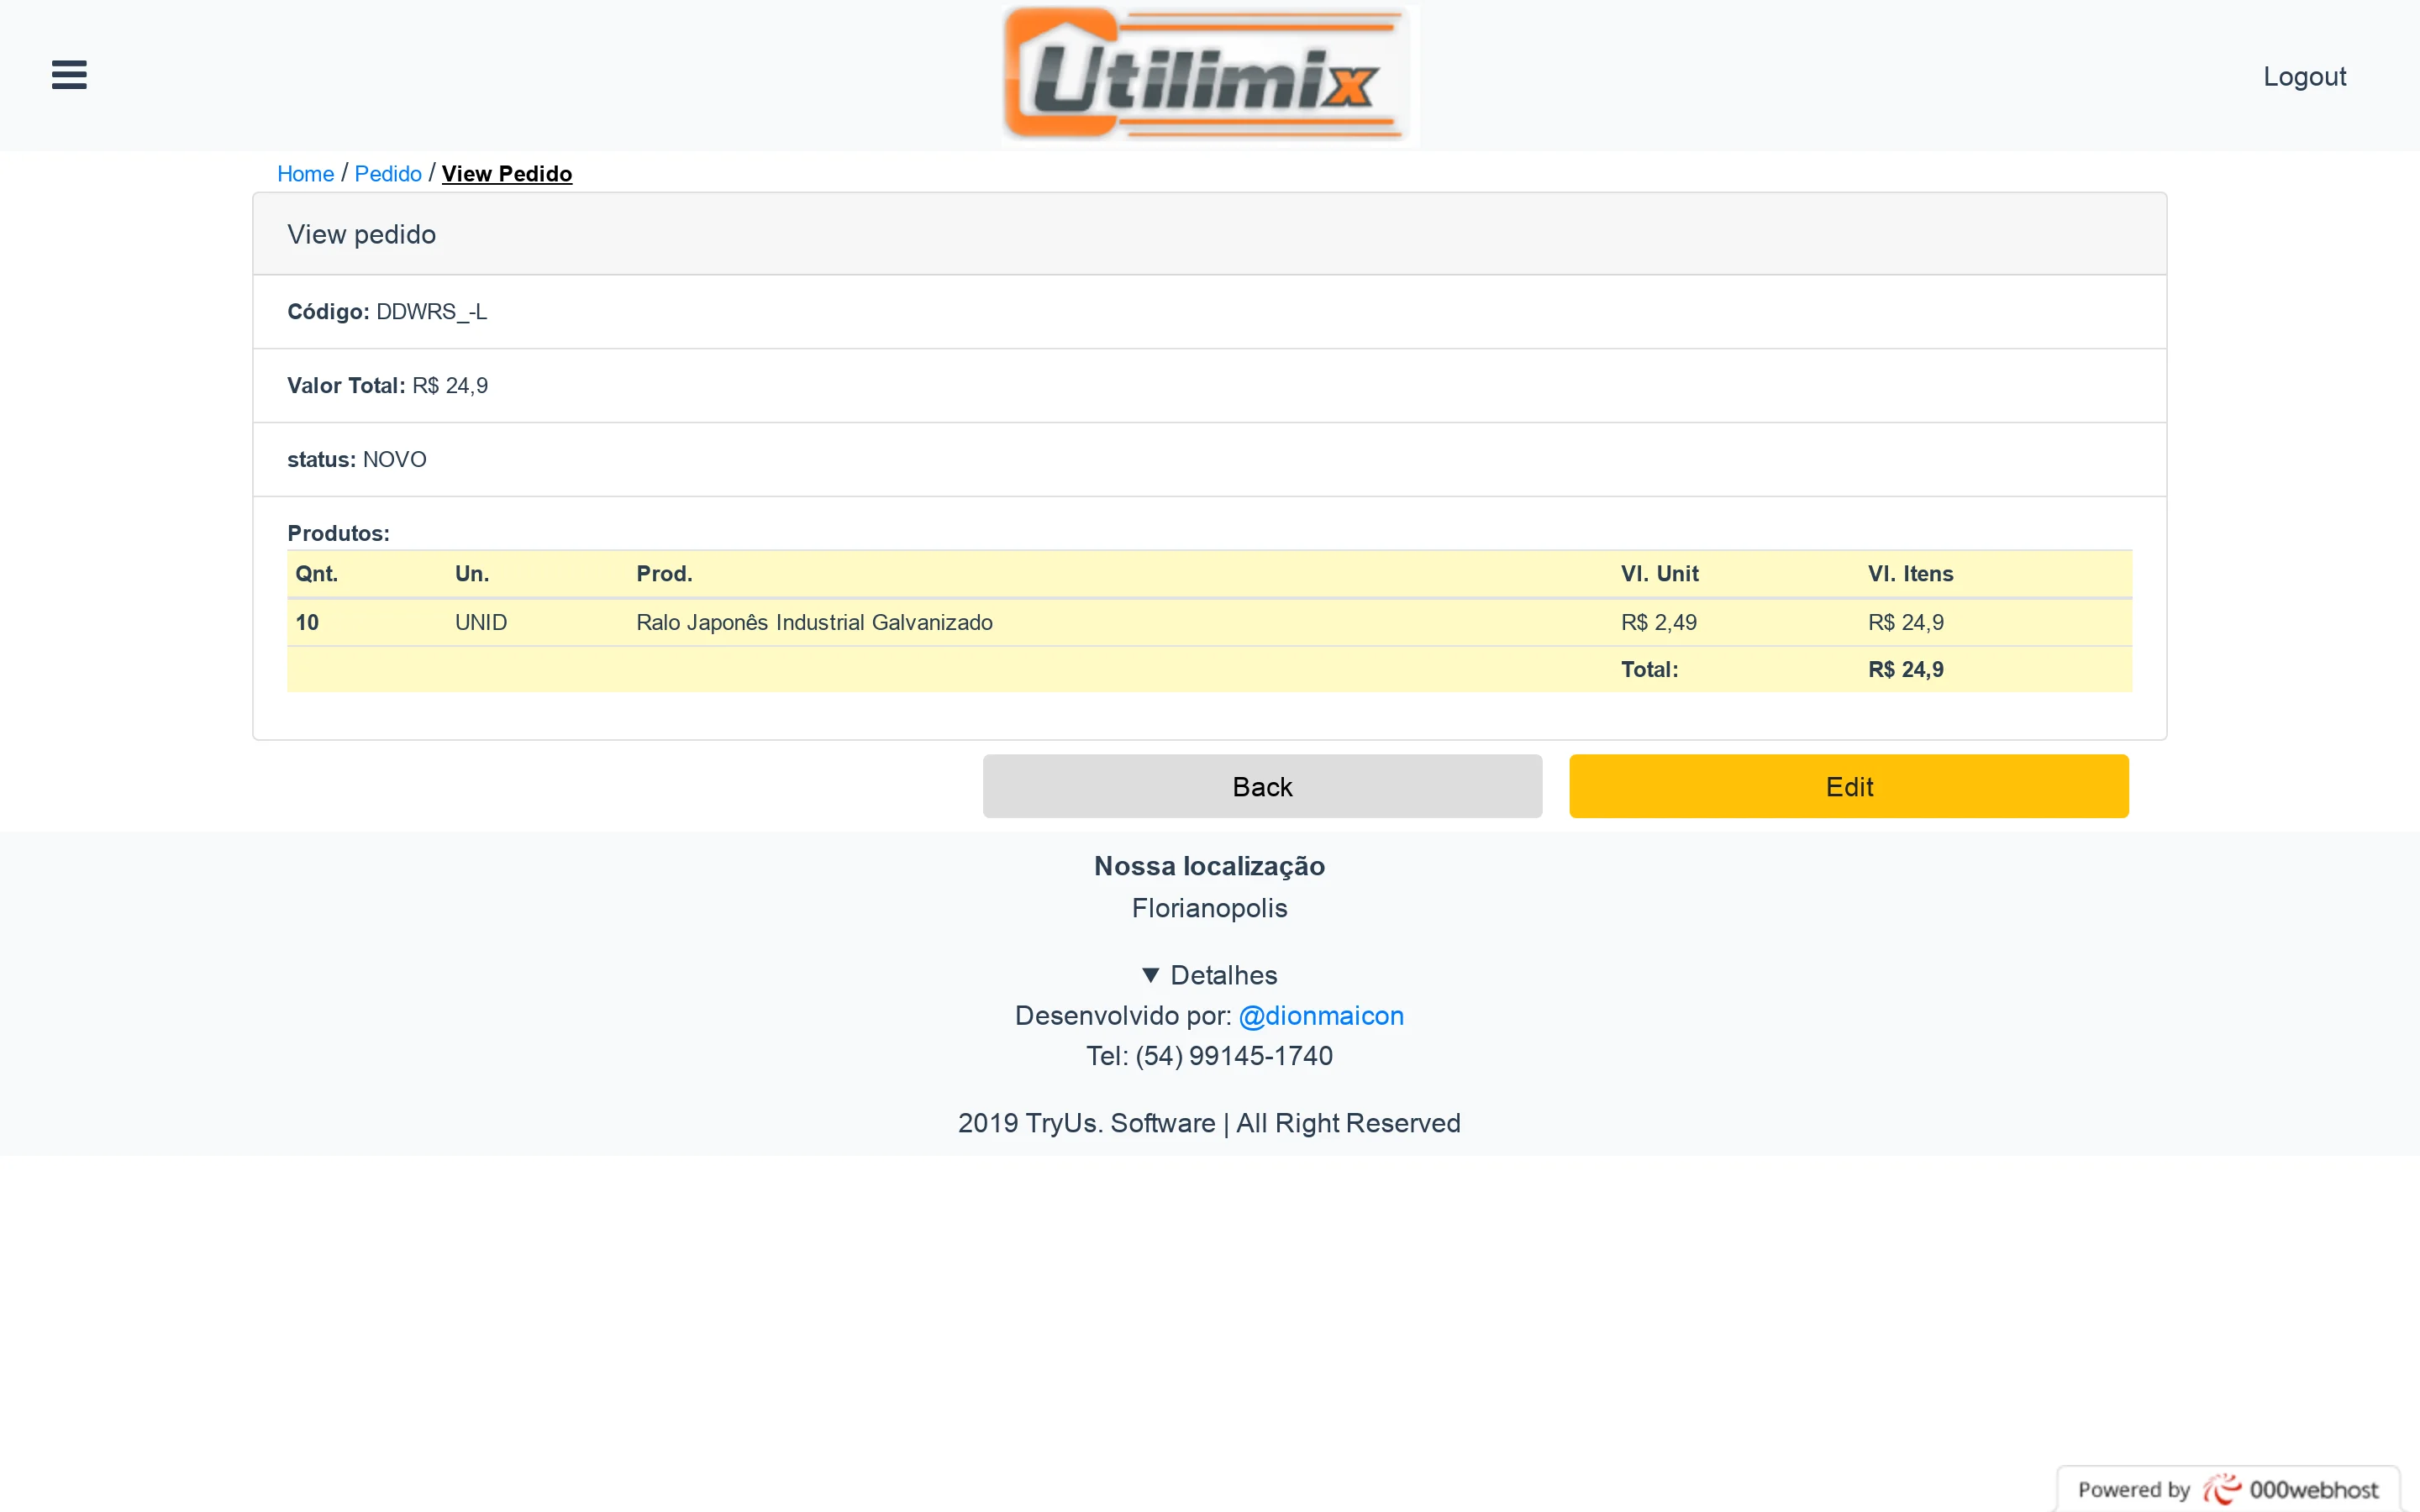 Utilimix
Logout
Home / Pedido / View Pedido
View pedido
Código: DDWRS_-L
Valor Total: R$ 24,9
status: NOVO
Produtos:
Qnt. Un. Prod. Vl. Unit Vl. Itens
10 UNID Ralo Japonês Industrial Galvanizado R$ 2,49 R$ 24,9
Total: R$ 24,9
Back Edit
Nossa localização
Florianopolis
▼ Detalhes
Desenvolvido por: @dionmaicon
Tel: (54) 99145-1740
2019 TryUs. Software | All Right Reserved
Powered by 000webhost